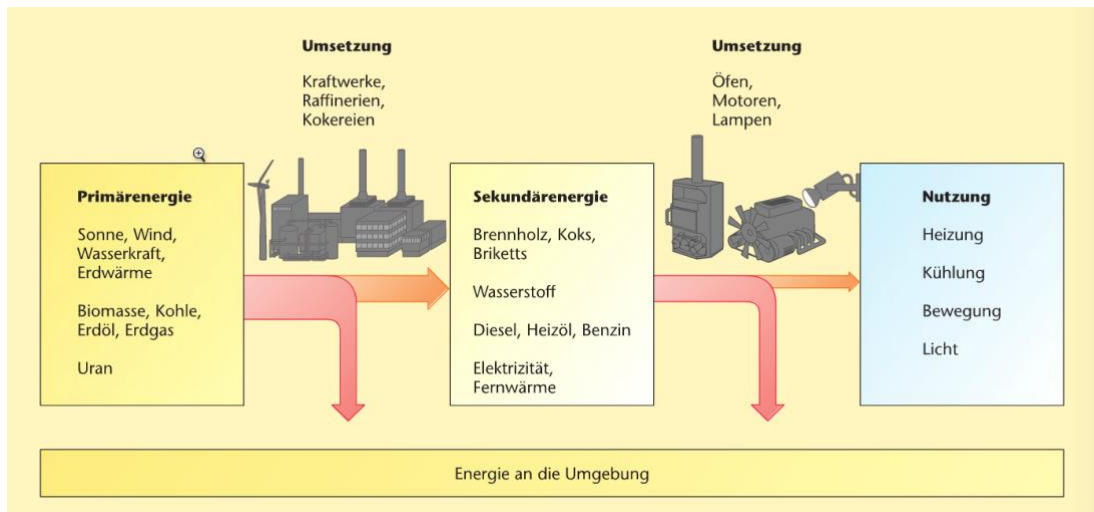 Umsetzung
Kraftwerke,
Raffinerien,
Kokereien
Umsetzung
Öfen,
Motoren,
Lampen
Primärenergie
Sonne, Wind,
Wasserkraft,
Erdwärme
Biomasse, Kohle,
Erdöl, Erdgas
Uran
Sekundärenergie
Brennholz, Koks,
Briketts
Wasserstoff
Diesel, Heizöl, Benzin
Elektrizität,
Fernwärme
Nutzung
Heizung
Kühlung
Bewegung
Licht
Energie an die Umgebung